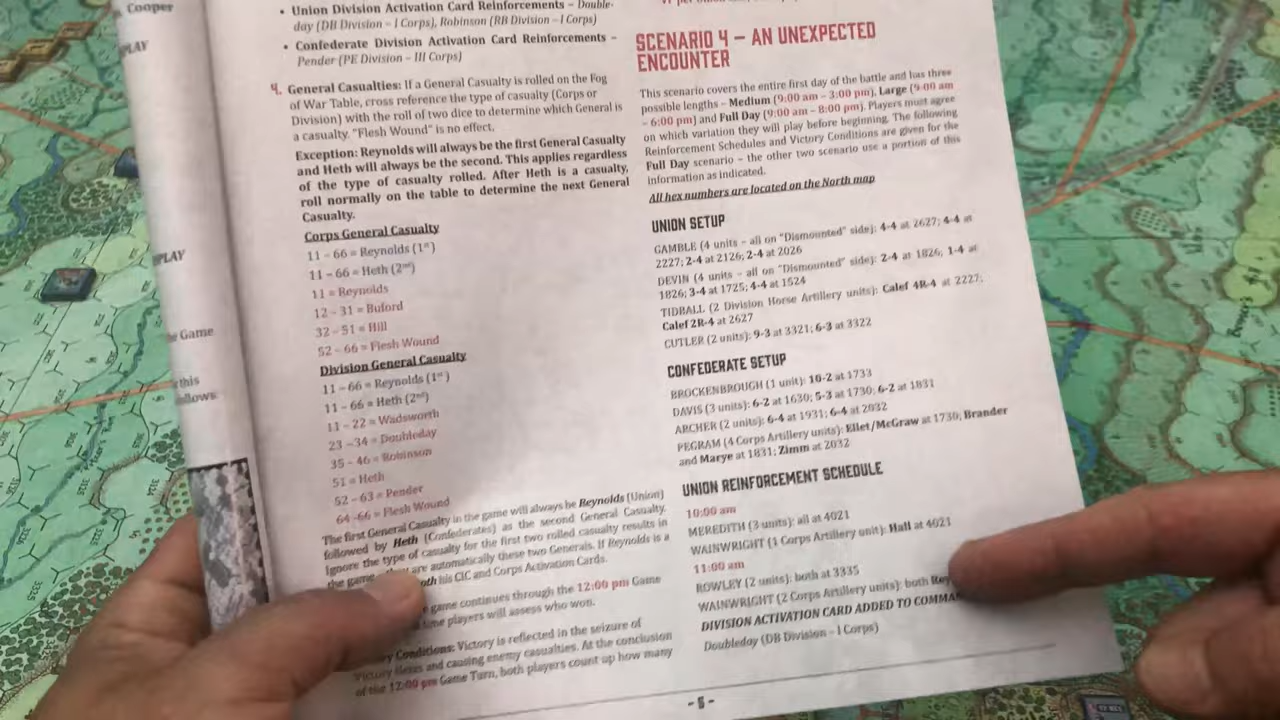 Cooper
PLAY
PLAY
Game
this
• Union Division Activation Card Reinforcements – Double-
day (DB Division – I Corps), Robinson (RB Division – I Corps)
• Confederate Division Activation Card Reinforcements –
Pender (PE Division – III Corps)
4. General Casualties: If a General Casualty is rolled on the Fog
of War Table, cross reference the type of casualty (Corps or
Division) with the roll of two dice to determine which General is
a casualty. "Flesh Wound" is no effect.
Exception: Reynolds will always be the first General Casualty
and Heth will always be the second. This applies regardless
of the type of casualty rolled. After Heth is a casualty,
roll normally on the table to determine the next General
Casualty.
Corps General Casualty
11 – 66 = Reynolds (1st)
11 – 66 = Heth (2nd)
11 = Reynolds
12 – 31 = Buford
32 – 51 = Hill
52 – 66 = Flesh Wound
Division General Casualty
11 – 66 = Reynolds (1st)
11 – 66 = Heth (2nd)
11 – 22 = Wadsworth
23 – 34 = Doubleday
35 – 46 = Robinson
51 = Heth
52 – 63 = Pender
64 – 66 = Flesh Wound
The first General Casualty in the game will always be Reynolds (Union)
followed by Heth (Confederates) as the second General Casualty.
Ignore the type of casualty for the first two rolled casualty results in
the game are automatically these two Generals. If Reynolds is a
his CIC and Corps Activation Cards.
game continues through the 12:00 pm Game
time players will assess who won.
Conditions: Victory is reflected in the seizure of
Victory Hexes and causing enemy casualties. At the conclusion
of the 12:00 pm Game Turn, both players count up how many
SCENARIO 4 – AN UNEXPECTED
ENCOUNTER
This scenario covers the entire first day of the battle and has three
possible lengths – Medium (9:00 am – 3:00 pm), Large (9:00 am
– 6:00 pm) and Full Day (9:00 am – 8:00 pm). Players must agree
on which variation they will play before beginning. The following
Reinforcement Schedules and Victory Conditions are given for the
Full Day scenario – the other two scenario use a portion of this
information as indicated.
All hex numbers are located on the North map
UNION SETUP
GAMBLE (4 units – all on "Dismounted" side): 4-4 at 2627; 4-4 at
2227; 2-4 at 2126; 2-4 at 2026
DEVIN (4 units – all on "Dismounted" side): 2-4 at 1826, 1-4 at
1826; 3-4 at 1725; 4-4 at 1524
TIDBALL (2 Division Horse Artillery units): Calef 4R-4 at 2227;
Calef 2R-4 at 2627
CUTLER (2 units): 9-3 at 3321; 6-3 at 3322
CONFEDERATE SETUP
BROCKENBROUGH (1 unit): 10-2 at 1733
DAVIS (3 units): 6-2 at 1630; 5-3 at 1730; 6-2 at 1831
ARCHER (2 units): 6-4 at 1931; 6-4 at 2032
PEGRAM (4 Corps Artillery units): Ellet/McGraw at 1730; Brander
and Marye at 1831; Zimm at 2032
UNION REINFORCEMENT SCHEDULE
10:00 am
MEREDITH (3 units): all at 4021
WAINWRIGHT (1 Corps Artillery unit): Hall at 4021
11:00 am
ROWLEY (2 units): both at 3335
WAINWRIGHT (2 Corps Artillery units): both
DIVISION ACTIVATION CARD ADDED TO
Doubleday (DB Division – I Corps)
- 5 -